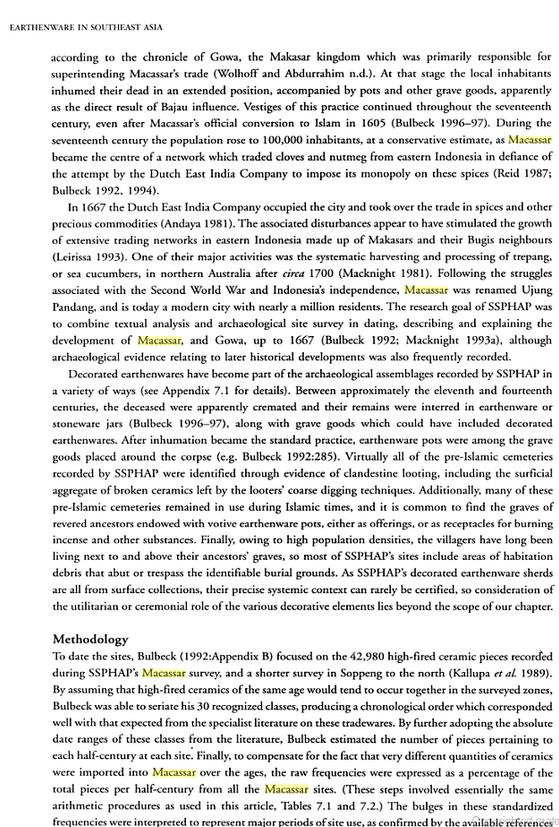 EARTHENWARE IN SOUTHEAST ASIA
according to the chronicle of Gowa, the Makasar kingdom which was primarily responsible for
superintending Macassar's trade (Wolhoff and Abdurrahim n.d.). At that stage the local inhabitants
inhumed their dead in an extended position, accompanied by pots and other grave goods, apparently
as the direct result of Bajau influence. Vestiges of this practice continued throughout the seventeenth
century, even after Macassar's official conversion to Islam in 1605 (Bulbeck 1996–97). During the
seventeenth century the population rose to 100,000 inhabitants, at a conservative estimate, as Macassar
became the centre of a network which traded cloves and nutmeg from eastern Indonesia in defiance of
the attempt by the Dutch East India Company to impose its monopoly on these spices (Reid 1987;
Bulbeck 1992, 1994).
In 1667 the Dutch East India Company occupied the city and took over the trade in spices and other
precious commodities (Andaya 1981). The associated disturbances appear to have stimulated the growth
of extensive trading networks in eastern Indonesia made up of Makasars and their Bugis neighbours
(Leirissa 1993). One of their major activities was the systematic harvesting and processing of trepang,
or sea cucumbers, in northern Australia after circa 1700 (Macknight 1981). Following the struggles
associated with the Second World War and Indonesia's independence, Macassar was renamed Ujung
Pandang, and is today a modern city with nearly a million residents. The research goal of SSPHAP was
to combine textual analysis and archaeological site survey in dating, describing and explaining the
development of Macassar, and Gowa, up to 1667 (Bulbeck 1992; Macknight 1993a), although
archaeological evidence relating to later historical developments was also frequently recorded.
Decorated earthenwares have become part of the archaeological assemblages recorded by SSPHAP in
a variety of ways (see Appendix 7.1 for details). Between approximately the eleventh and fourteenth
centuries, the deceased were apparently cremated and their remains were interred in earthenware or
stoneware jars (Bulbeck 1996–97), along with grave goods which could have included decorated
earthenwares. After inhumation became the standard practice, earthenware pots were among the grave
goods placed around the corpse (e.g. Bulbeck 1992:285). Virtually all of the pre-Islamic cemeteries
recorded by SSPHAP were identified through evidence of clandestine looting, including the surficial
aggregate of broken ceramics left by the looters' coarse digging techniques. Additionally, many of these
pre-Islamic cemeteries remained in use during Islamic times, and it is common to find the graves of
revered ancestors endowed with votive earthenware pots, either as offerings, or as receptacles for burning
incense and other substances. Finally, owing to high population densities, the villagers have long been
living next to and above their ancestors' graves, so most of SSPHAP's sites include areas of habitation
debris that abut or trespass the identifiable burial grounds. As SSPHAP's decorated earthenware sherds
are all from surface collections, their precise systemic context can rarely be certified, so consideration of
the utilitarian or ceremonial role of the various decorative elements lies beyond the scope of our chapter.
Methodology
To date the sites, Bulbeck (1992:Appendix B) focused on the 42,980 high-fired ceramic pieces recorded
during SSPHAP's Macassar survey, and a shorter survey in Soppeng to the north (Kallupa et al. 1989).
By assuming that high-fired ceramics of the same age would tend to occur together in the surveyed zones,
Bulbeck was able to seriate his 30 recognized classes, producing a chronological order which corresponded
well with that expected from the specialist literature on these tradewares. By further adopting the absolute
date ranges of these classes from the literature, Bulbeck estimated the number of pieces pertaining to
each half-century at each site. Finally, to compensate for the fact that very different quantities of ceramics
were imported into Macassar over the ages, the raw frequencies were expressed as a percentage of the
total pieces per half-century from all the Macassar sites. (These steps involved essentially the same
arithmetic procedures as used in this article, Tables 7.1 and 7.2.) The bulges in these standardized
frequencies were interpreted to represent major periods of site use, as confirmed by the available references